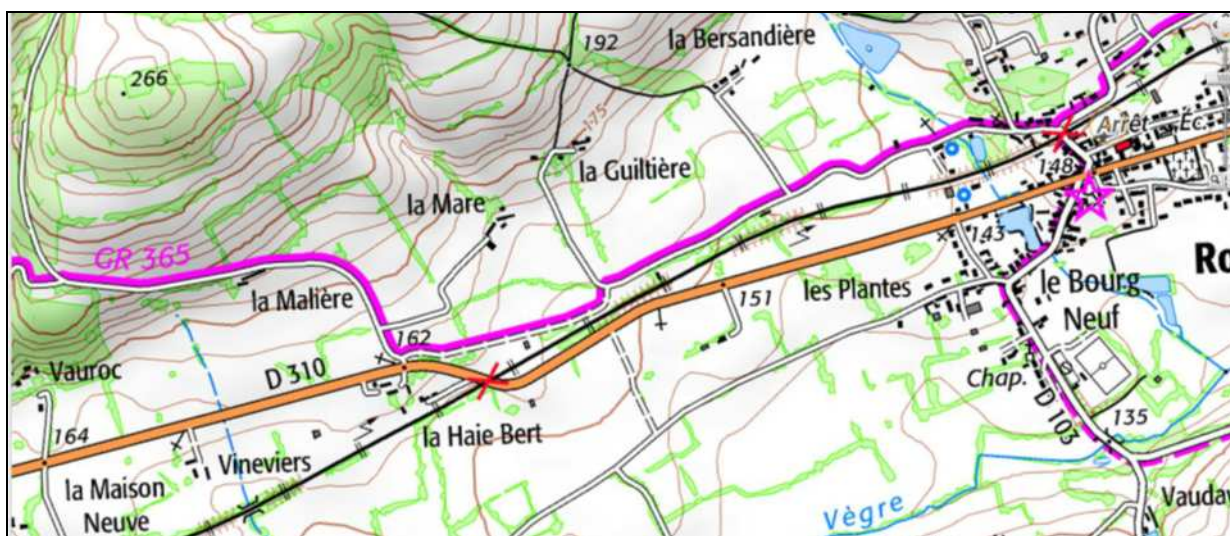 192
la Bersandière
266
175
Arrêt
Éc.
la Guiltière
148
la Mare
GR 365
143
Ro
la Malière
151
les Plantes
le Bourg
Neuf
162
Vauroc
D 310
Chap.
D 103
135
164
la Haie Bert
Vineviers
la Maison
Neuve
Vègre
Vauday